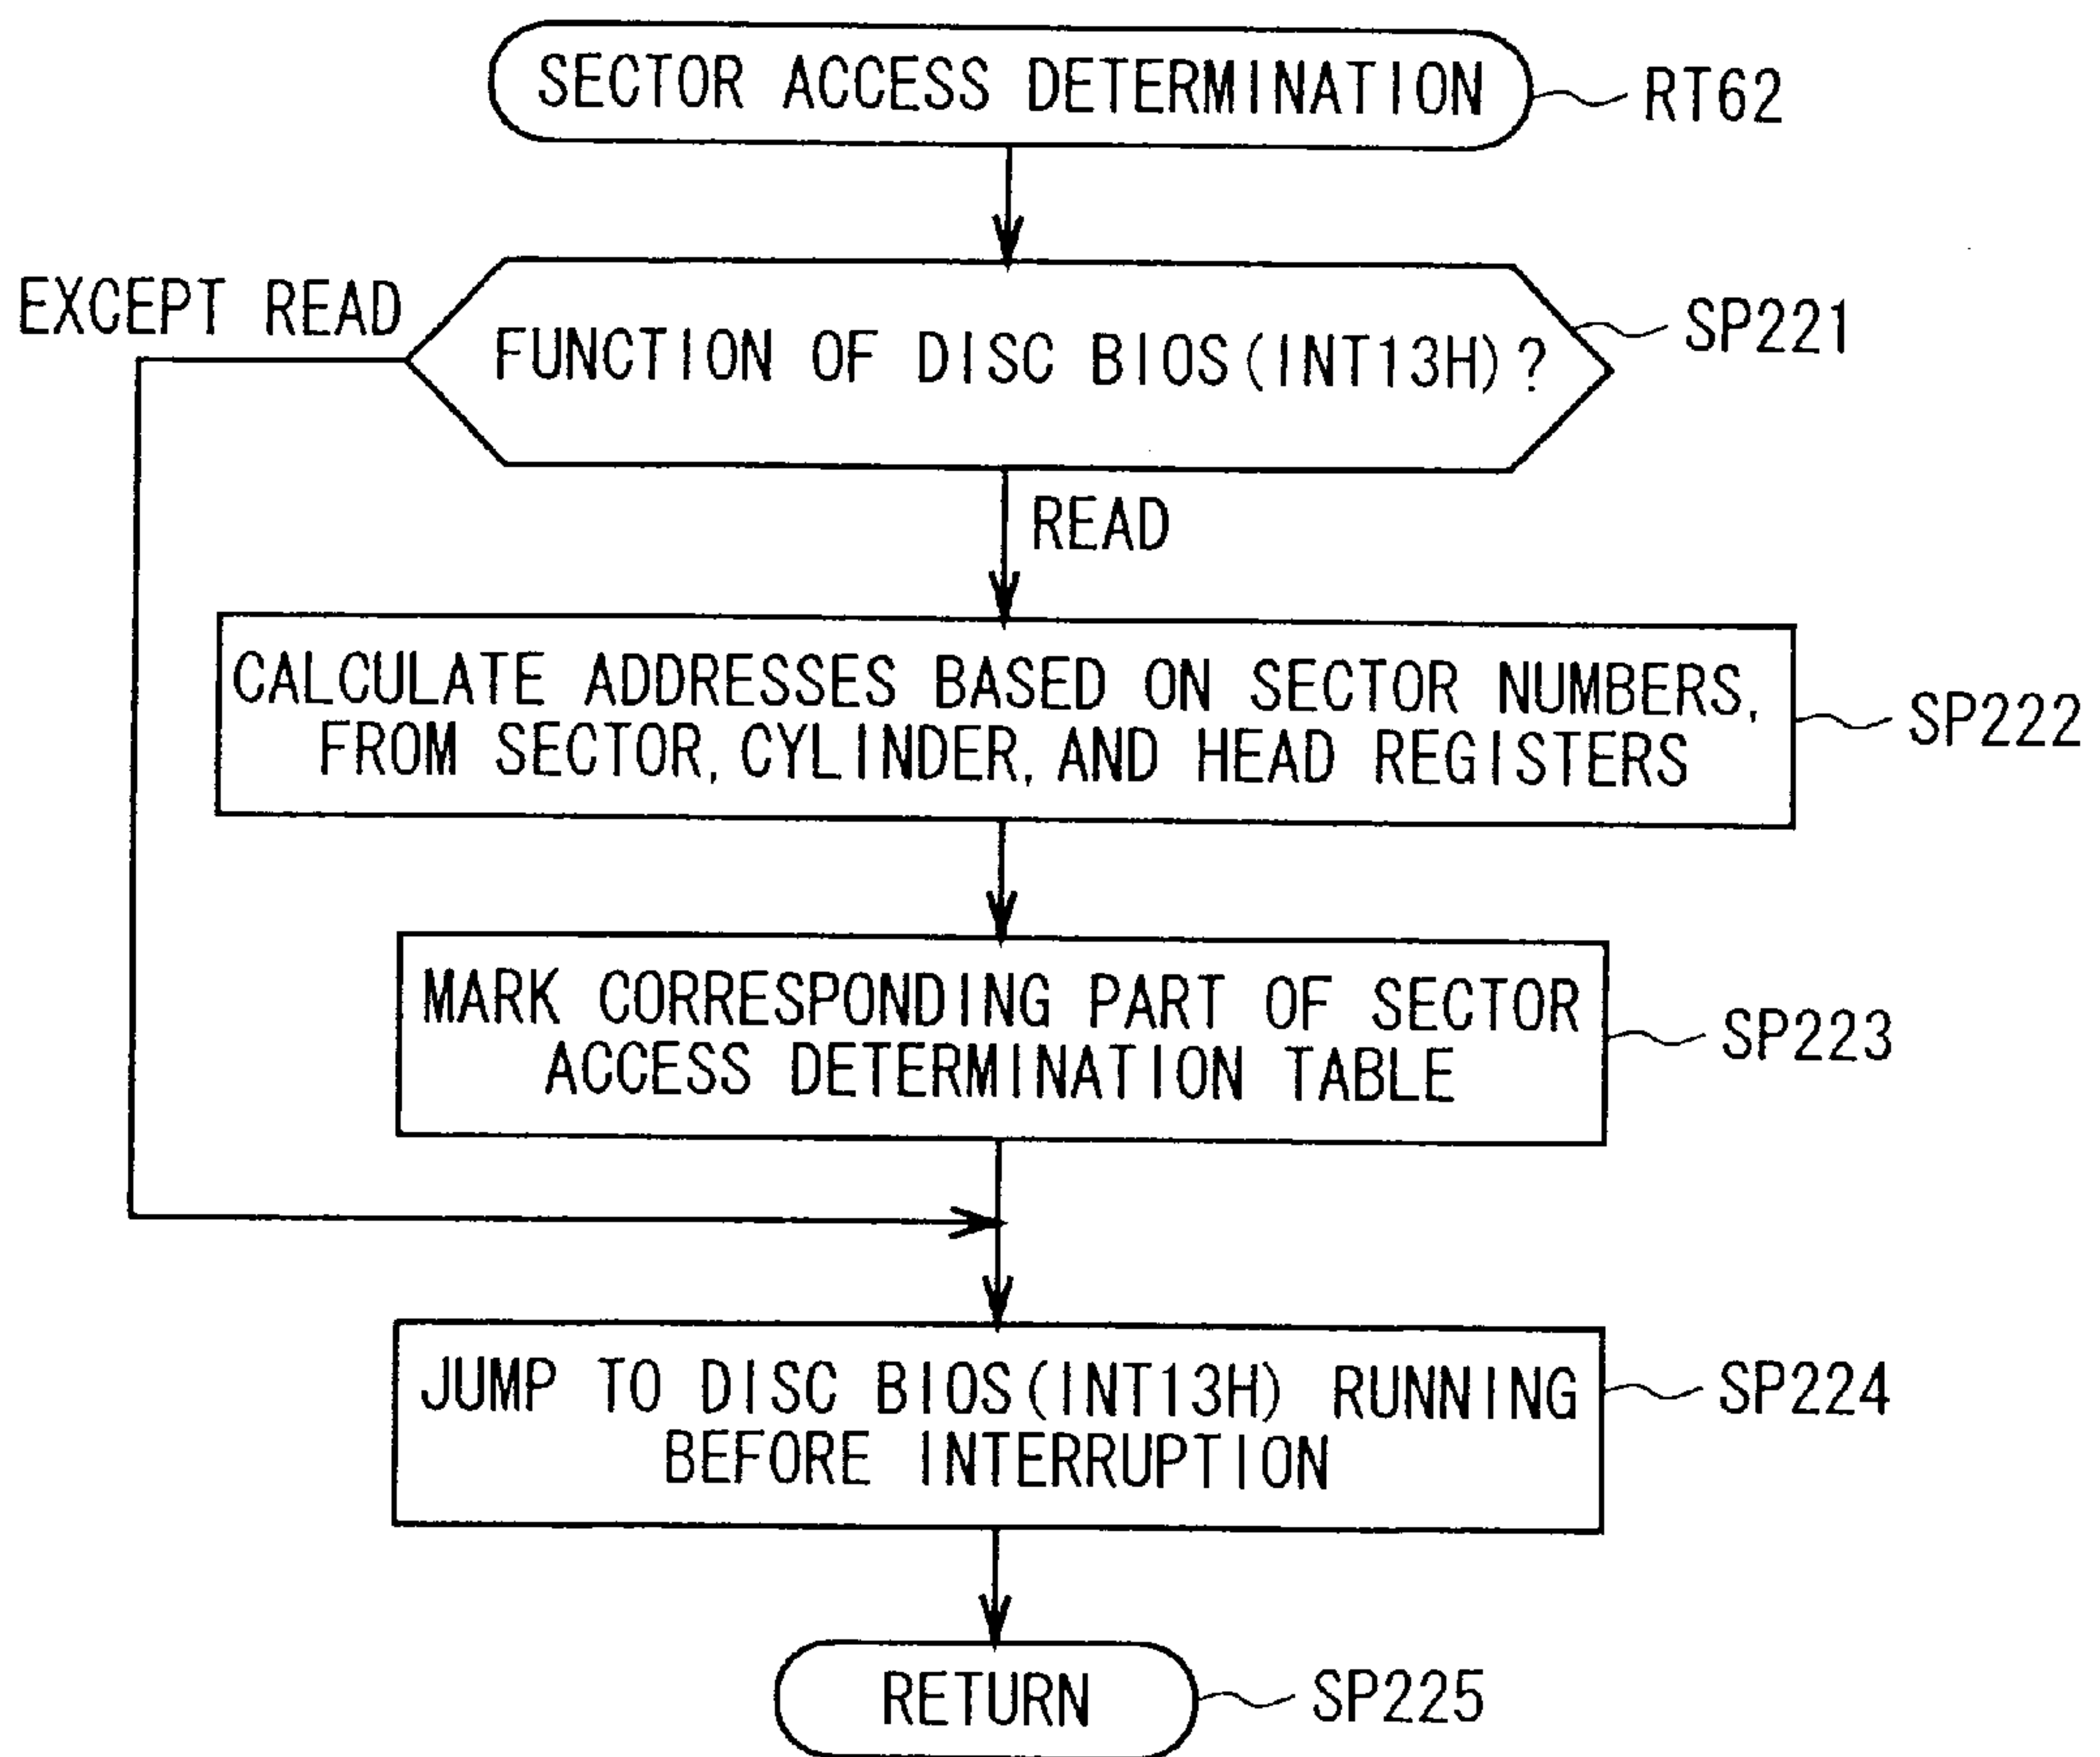 SECTOR ACCESS DETERMINATION
RT62
EXCEPT READ
FUNCTION OF DISC BIOS(INT13H)?
SP221
READ
CALCULATE ADDRESSES BASED ON SECTOR NUMBERS,
FROM SECTOR, CYLINDER, AND HEAD REGISTERS
SP222
MARK CORRESPONDING PART OF SECTOR
ACCESS DETERMINATION TABLE
SP223
JUMP TO DISC BIOS(INT13H) RUNNING
BEFORE INTERRUPTION
SP224
RETURN
SP225